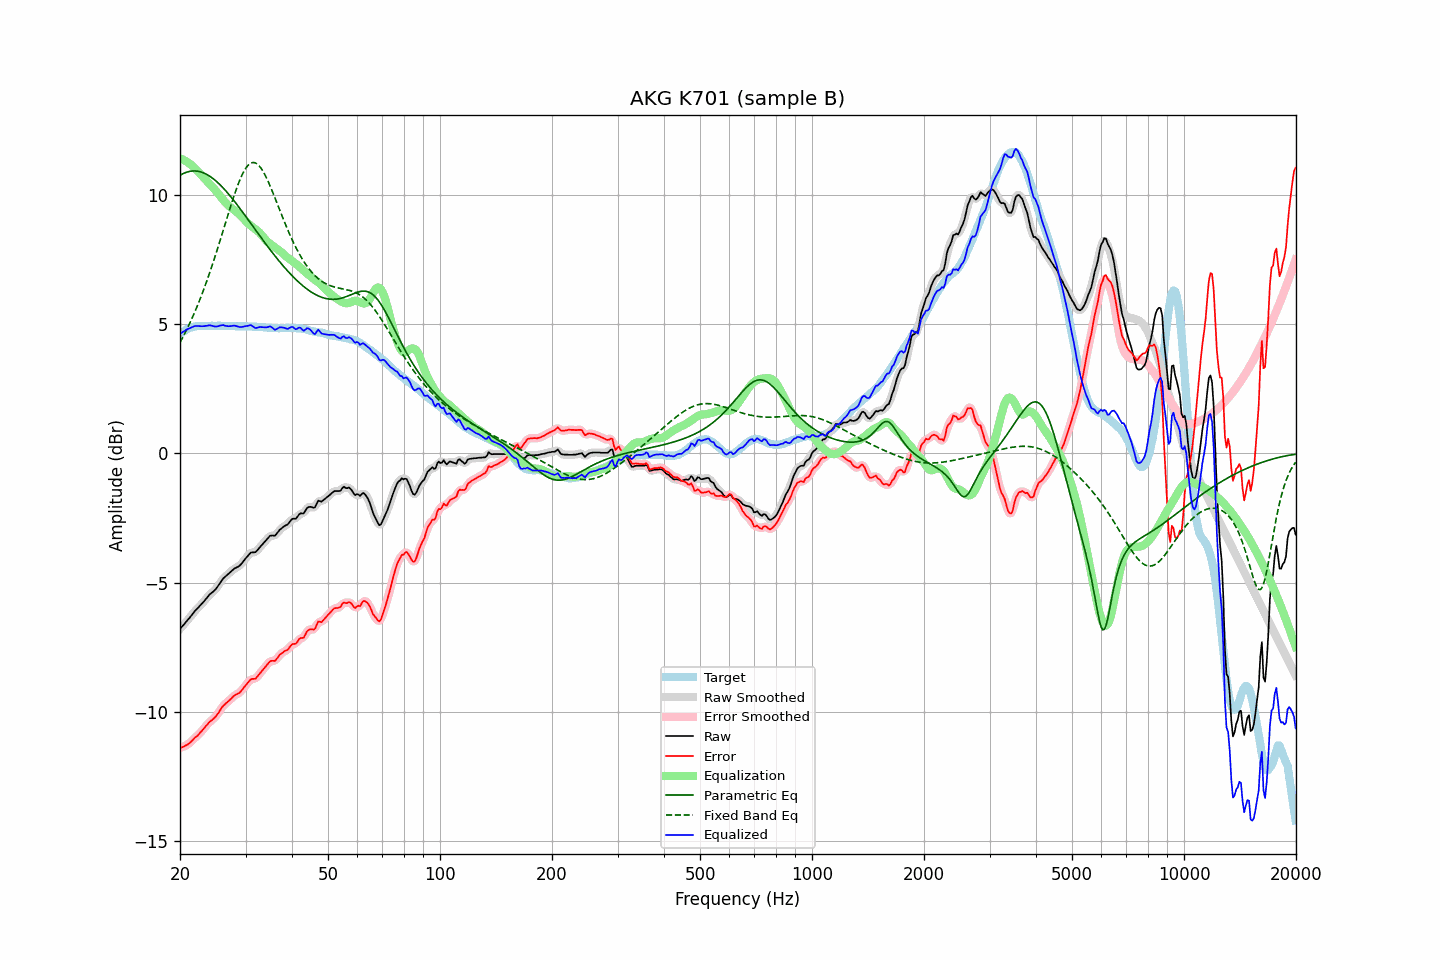 AKG K701 (sample B)
Amplitude (dBr)
10
5
0
−5
−10
−15
Target
Raw Smoothed
Error Smoothed
Raw
Error
Equalization
Parametric Eq
Fixed Band Eq
Equalized
20 50 100 200 500 1000 2000 5000 10000 20000
Frequency (Hz)